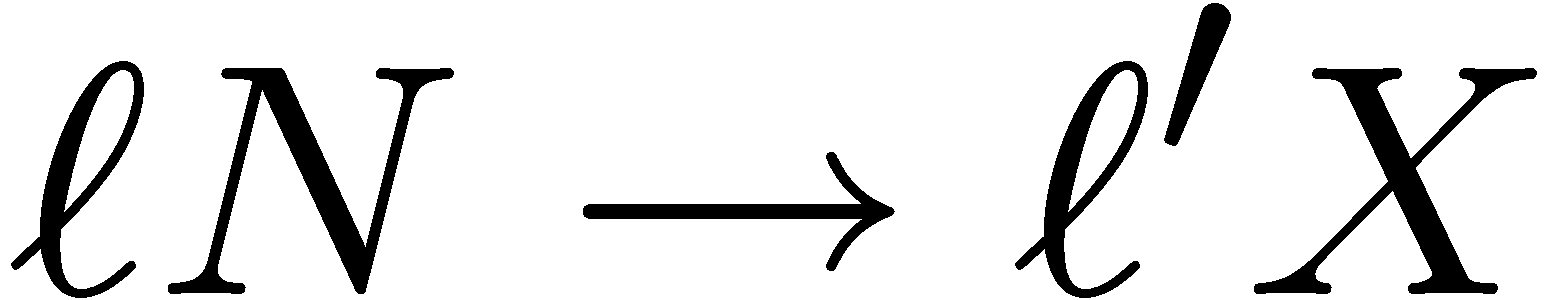 ℓN ⟶ ℓ′X